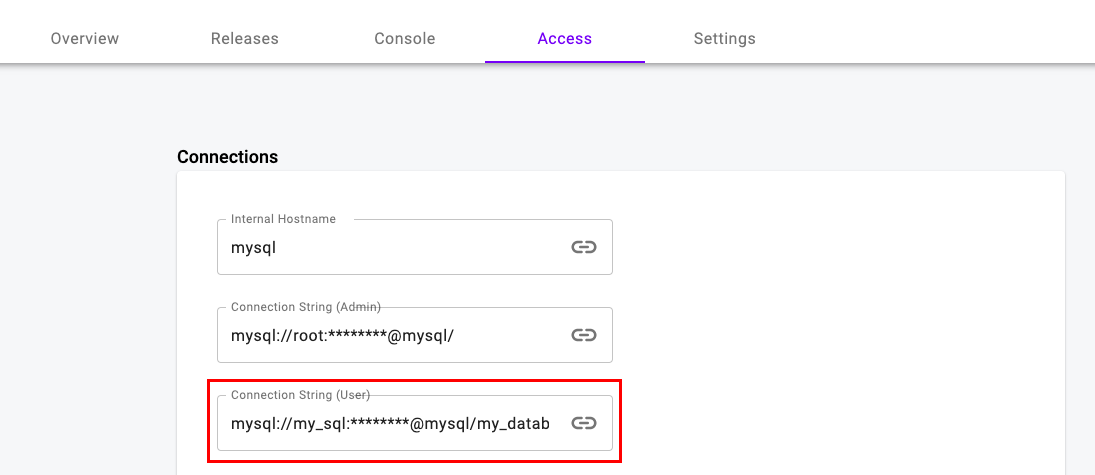 Overview Releases Console Access Settings
Connections
Internal Hostname
mysql
Connection String (Admin)
mysql://root:********@mysql/
Connection String (User)
mysql://my_sql:********@mysql/my_datab